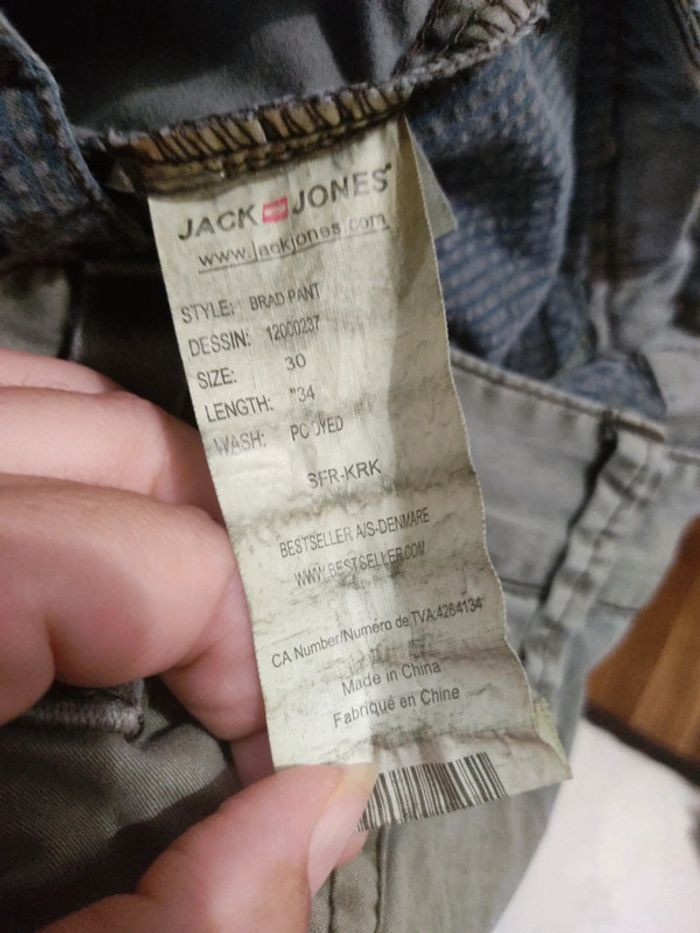 JACK JONES
www.jackjones.com
STYLE: BRAD PANT
DESSIN: 12000237
SIZE: 30
LENGTH: "34
WASH: PC DYED
SFR-KRK
BESTSELLER A/S-DENMARE
WWW.BESTSELLER.COM
CA Number/Numéro de TVA:4264134
Made in China
Fabriqué en Chine